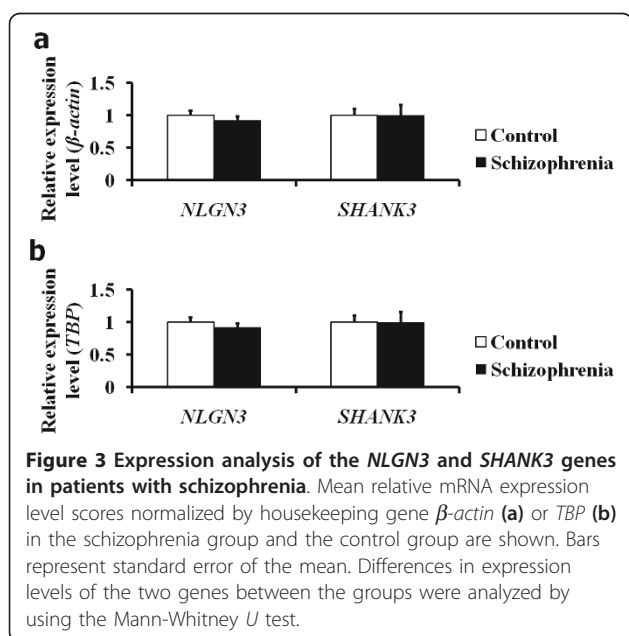 a
Relative expression
level (β-actin)
1.5
1
0.5
0
NLGN3 SHANK3
Control
Schizophrenia
b
Relative expression
level (TBP)
1.5
1
0.5
0
NLGN3 SHANK3
Control
Schizophrenia
Figure 3 Expression analysis of the NLGN3 and SHANK3 genes
in patients with schizophrenia. Mean relative mRNA expression
level scores normalized by housekeeping gene β-actin (a) or TBP (b)
in the schizophrenia group and the control group are shown. Bars
represent standard error of the mean. Differences in expression
levels of the two genes between the groups were analyzed by
using the Mann-Whitney U test.